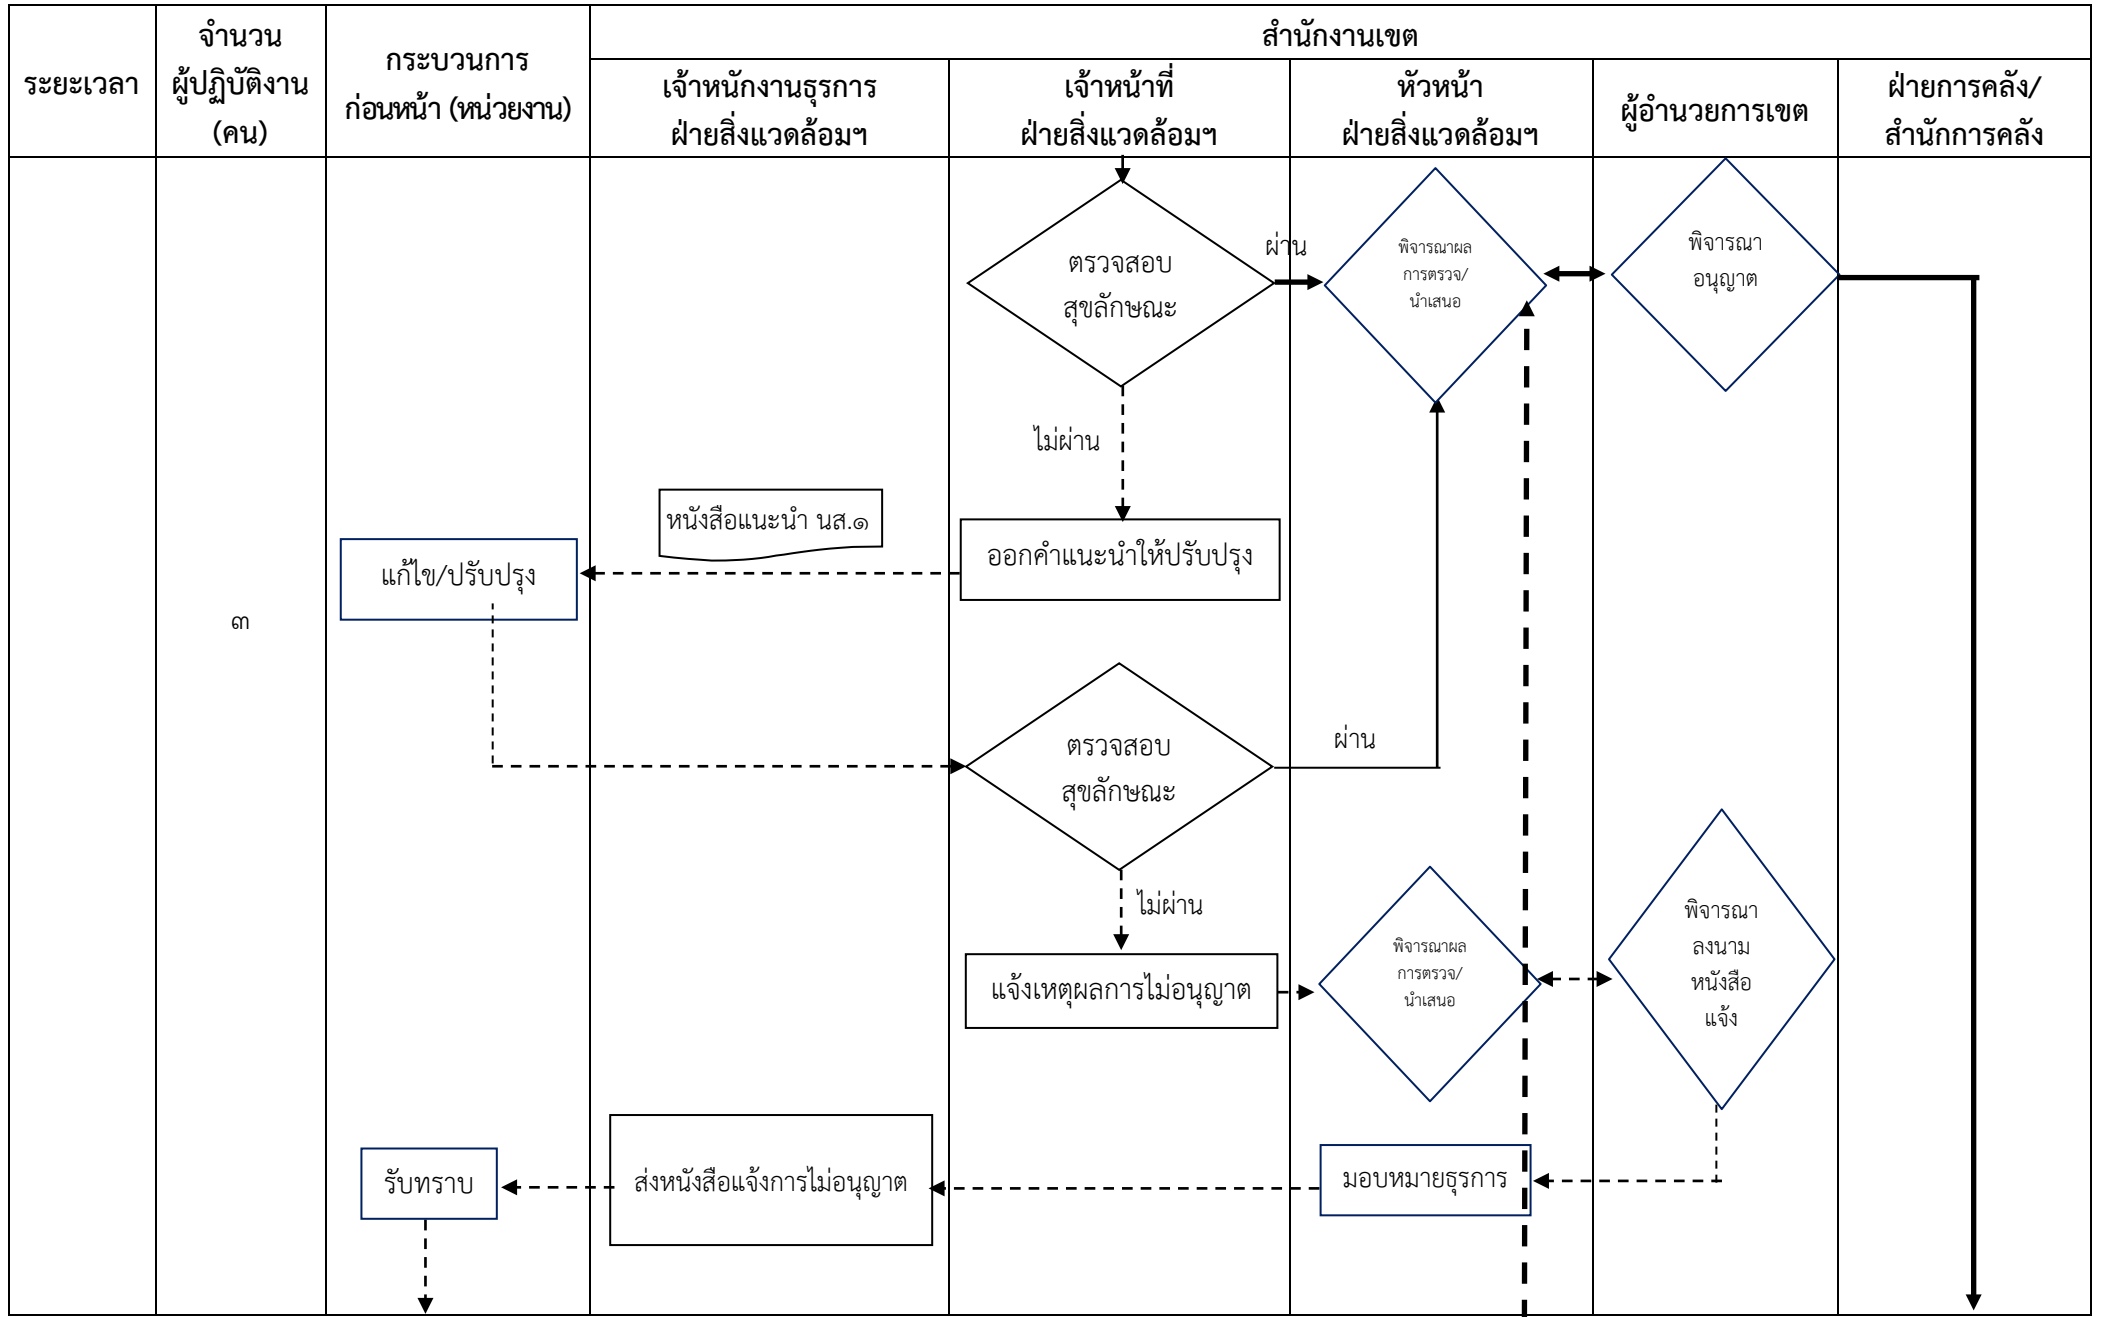 ระยะเวลา
จำนวน
ผู้ปฏิบัติงาน
(คน)
กระบวนการ
ก่อนหน้า (หน่วยงาน)
สำนักงานเขต
เจ้าหนักงานธุรการ
ฝ่ายสิ่งแวดล้อมฯ
เจ้าหน้าที่
ฝ่ายสิ่งแวดล้อมฯ
หัวหน้า
ฝ่ายสิ่งแวดล้อมฯ
ผู้อำนวยการเขต
ฝ่ายการคลัง/
สำนักการคลัง
ตรวจสอบ
สุขลักษณะ
ผ่าน
พิจารณาผล
การตรวจ/
นำเสนอ
พิจารณา
อนุญาต
ไม่ผ่าน
หนังสือแนะนำ นส.๑
ออกคำแนะนำให้ปรับปรุง
แก้ไข/ปรับปรุง
๓
ตรวจสอบ
สุขลักษณะ
ผ่าน
ไม่ผ่าน
แจ้งเหตุผลการไม่อนุญาต
พิจารณาผล
การตรวจ/
นำเสนอ
พิจารณา
ลงนาม
หนังสือ
แจ้ง
รับทราบ
ส่งหนังสือแจ้งการไม่อนุญาต
มอบหมายธุรการ